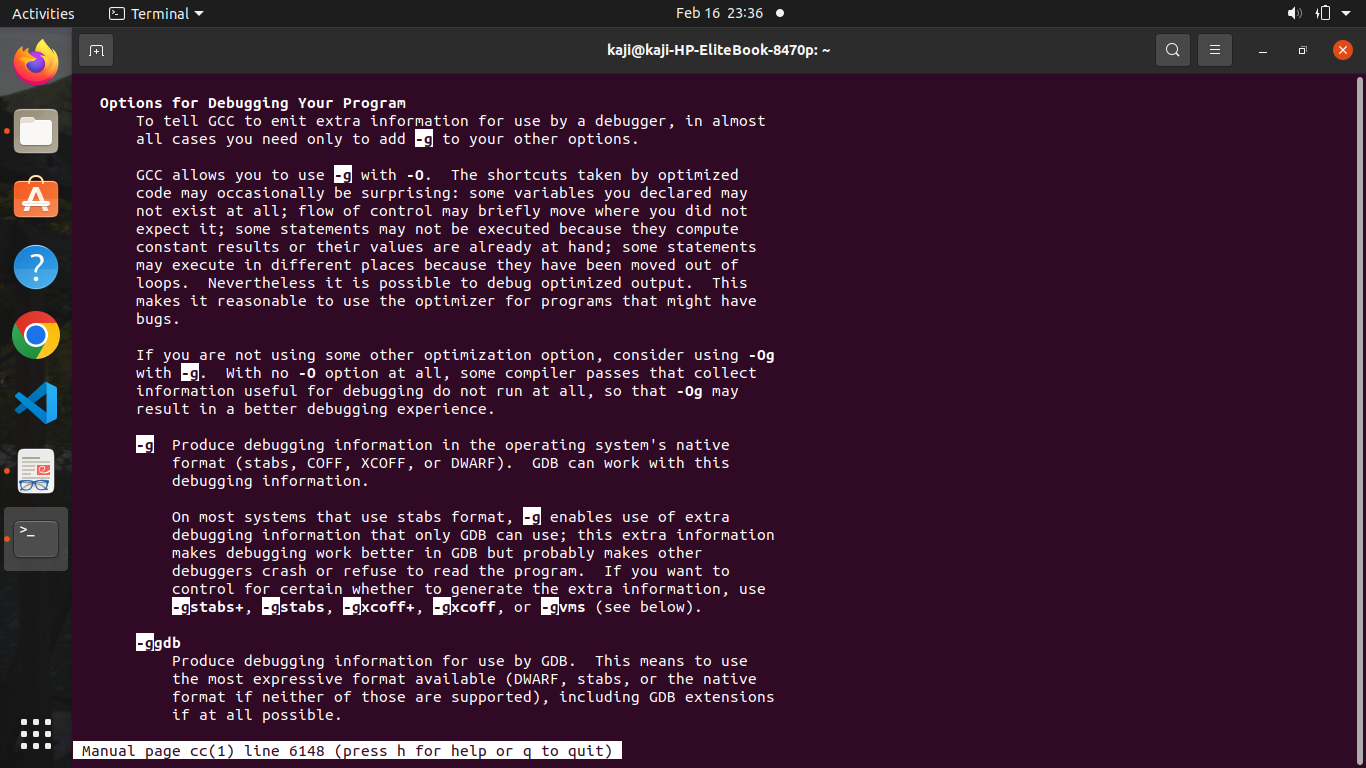 Activities
Terminal
Feb 16 23:36
kaji@kaji-HP-EliteBook-8470p: ~
Options for Debugging Your Program
To tell GCC to emit extra information for use by a debugger, in almost
all cases you need only to add -g to your other options.
GCC allows you to use -g with -O. The shortcuts taken by optimized
code may occasionally be surprising: some variables you declared may
not exist at all; flow of control may briefly move where you did not
expect it; some statements may not be executed because they compute
constant results or their values are already at hand; some statements
may execute in different places because they have been moved out of
loops. Nevertheless it is possible to debug optimized output. This
makes it reasonable to use the optimizer for programs that might have
bugs.
If you are not using some other optimization option, consider using -Og
with -g. With no -O option at all, some compiler passes that collect
information useful for debugging do not run at all, so that -Og may
result in a better debugging experience.
-g Produce debugging information in the operating system's native
format (stabs, COFF, XCOFF, or DWARF). GDB can work with this
debugging information.
On most systems that use stabs format, -g enables use of extra
debugging information that only GDB can use; this extra information
makes debugging work better in GDB but probably makes other
debuggers crash or refuse to read the program. If you want to
control for certain whether to generate the extra information, use
-gstabs+, -gstabs, -gxcoff+, -gxcoff, or -gvms (see below).
-ggdb
Produce debugging information for use by GDB. This means to use
the most expressive format available (DWARF, stabs, or the native
format if neither of those are supported), including GDB extensions
if at all possible.
Manual page cc(1) line 6148 (press h for help or q to quit)